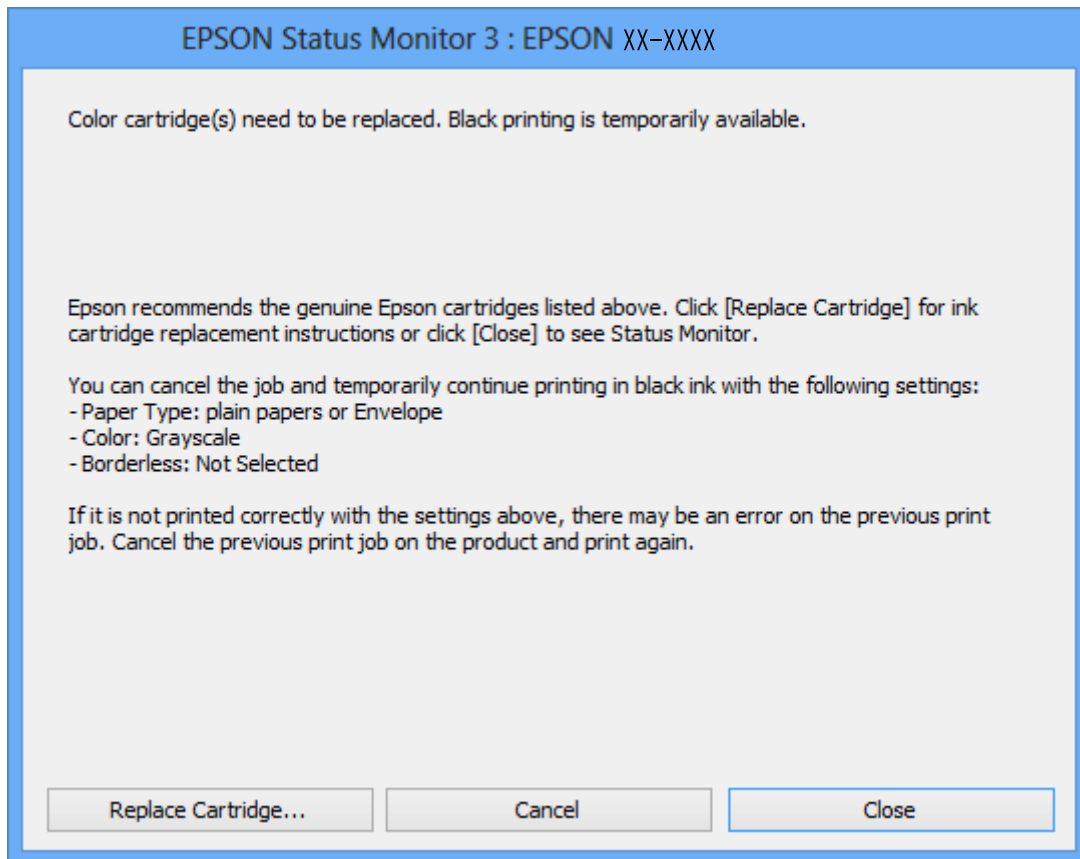 EPSON Status Monitor 3 : EPSON XX-XXXX
Color cartridge(s) need to be replaced. Black printing is temporarily available.
Epson recommends the genuine Epson cartridges listed above. Click [Replace Cartridge] for ink
cartridge replacement instructions or click [Close] to see Status Monitor.
You can cancel the job and temporarily continue printing in black ink with the following settings:
- Paper Type: plain papers or Envelope
- Color: Grayscale
- Borderless: Not Selected
If it is not printed correctly with the settings above, there may be an error on the previous print
job. Cancel the previous print job on the product and print again.
Replace Cartridge...
Cancel
Close